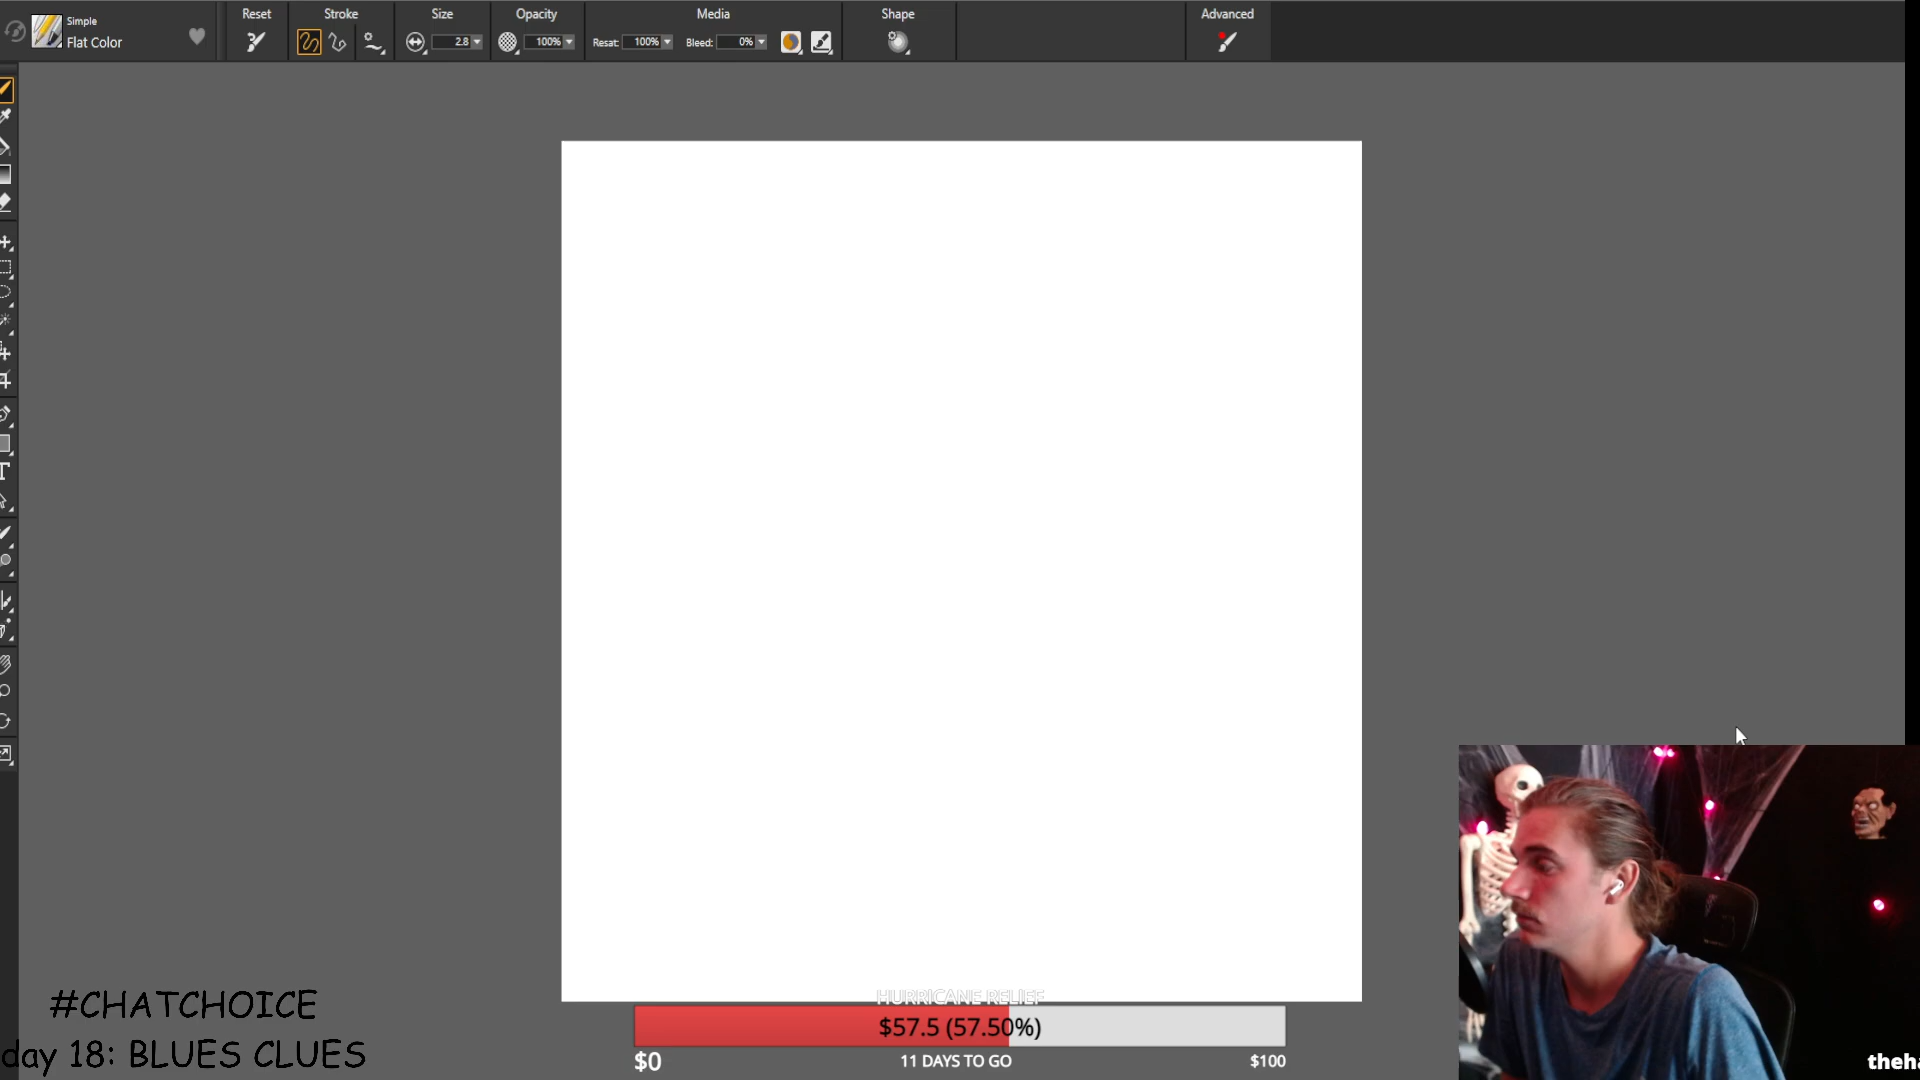 Simple
Flat Color
Reset
Stroke
Size
2.8
Opacity
100%
Media
Resat: 100%
Bleed: 0%
Shape
Advanced
HURRICANE RELIEF
$57.5 (57.50%)
$0
11 DAYS TO GO
$100
#CHATCHOICE
day 18: BLUES CLUES